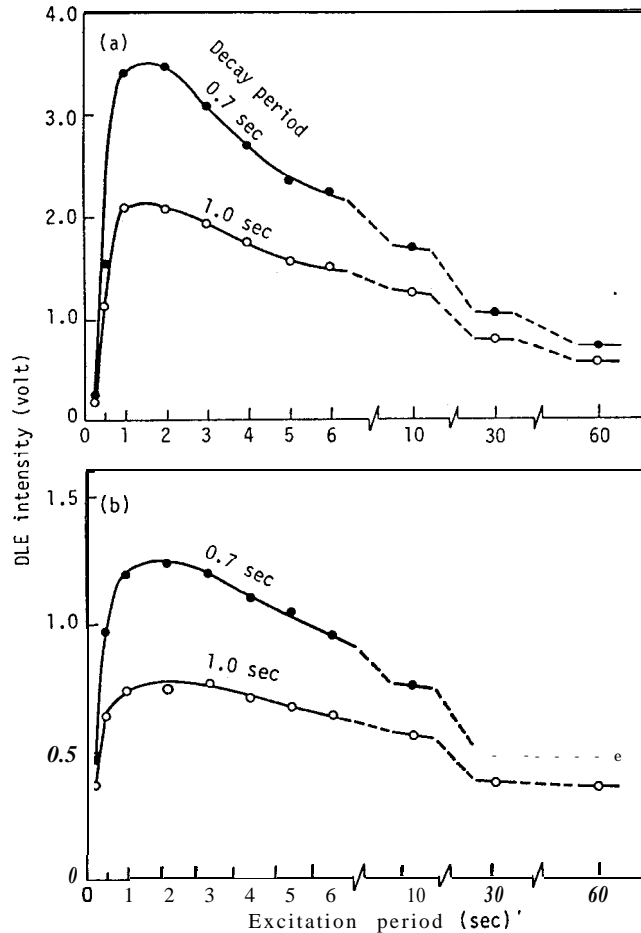 4.0
(a)
Decay period
0.7 sec
3.0
2.0
1.0 sec
1.0
0
0 1 2 3 4 5 6 10 30 60
DLE intensity (volt)
1.5
(b)
0.7 sec
1.0
1.0 sec
0.5
e
0
0 1 2 3 4 5 6 10 30 60
Excitation period (sec)'